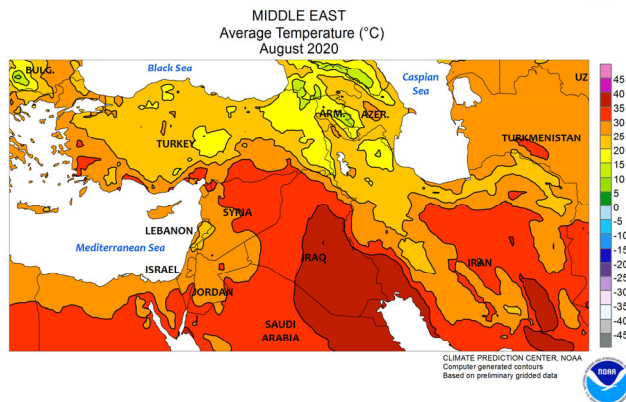 MIDDLE EAST
Average Temperature (°C)
August 2020
BULG.
Black Sea
Caspian
Sea
UZ
ARM.
AZER.
TURKMENISTAN
TURKEY
SYRIA
LEBANON
Mediterranean Sea
ISRAEL
IRAQ
IRAN
JORDAN
SAUDI
ARABIA
45
40
35
30
25
20
15
10
5
0
-5
-10
-15
-20
-25
-30
-35
-40
-45
CLIMATE PREDICTION CENTER, NOAA
Computer generated contours
Based on preliminary gridded data
NOAA